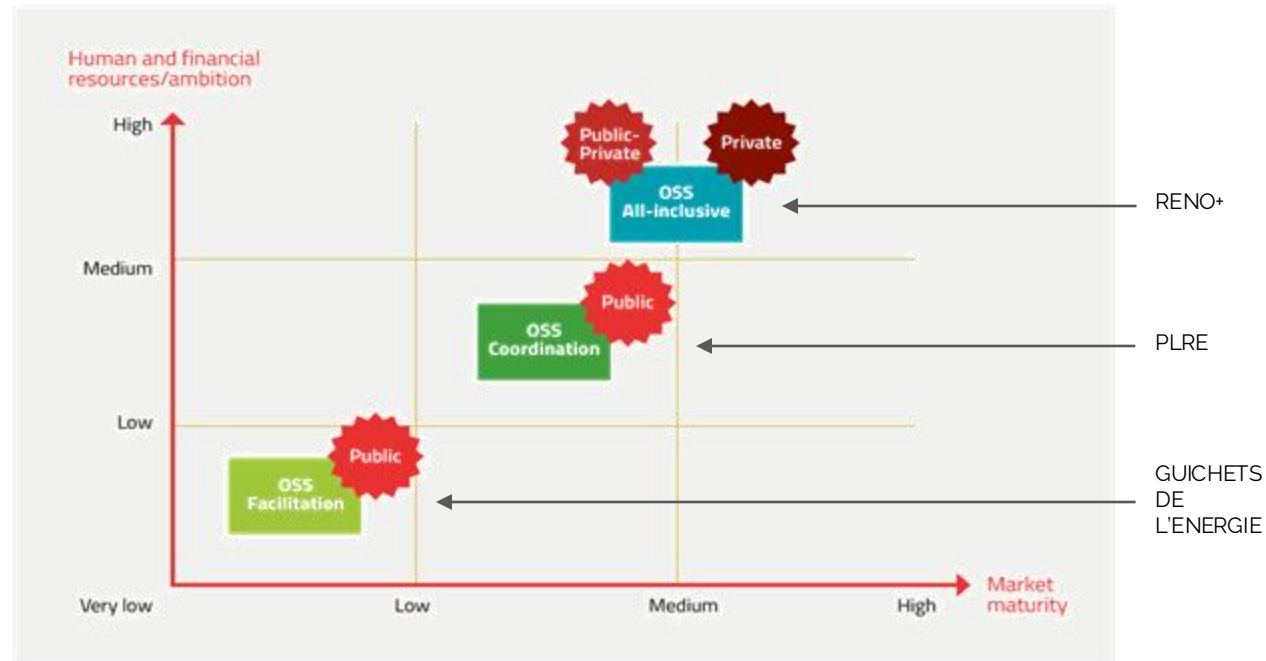 Human and financial
resources/ambition
High
Public-
Private
Private
OSS
All-inclusive
RENO+
Medium
Public
OSS
Coordination
PLRE
Low
Public
OSS
Facilitation
GUICHETS
DE
L'ENERGIE
Very low
Low
Medium
High
Market
maturity